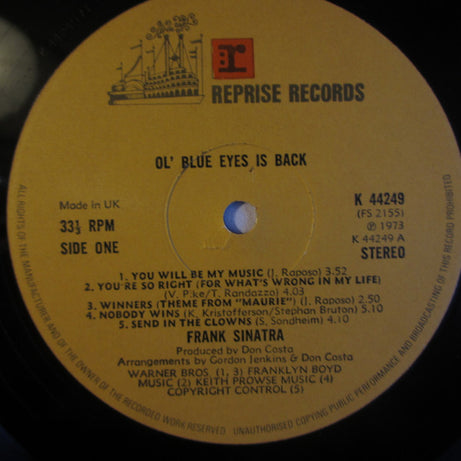 r
REPRISE RECORDS
OL' BLUE EYES IS BACK
Made in UK
33⅓ RPM
SIDE ONE
K 44249
(FS 2155)
℗ 1973
K 44249 A
STEREO
1. YOU WILL BE MY MUSIC (J. Raposo) 3.52
2. YOU'RE SO RIGHT (FOR WHAT'S WRONG IN MY LIFE)
(V. P:ke/T. Randazzo) 4.03
3. WINNERS (THEME FROM "MAURIE") (J. Raposo) 2.50
4. NOBODY WINS (K. Kristofferson/Stephan Bruton) 5.10
5. SEND IN THE CLOWNS (S. Sondheim) 4.10
FRANK SINATRA
Produced by Don Costa
Arrangements by Gordon Jenkins & Don Costa
WARNER BROS (1, 3) FRANKLYN BOYD
MUSIC (2) KEITH PROWSE MUSIC (4)
COPYRIGHT CONTROL (5)
ALL RIGHTS OF THE MANUFACTURER AND OF THE OWNER OF THE RECORDED WORK RESERVED. UNAUTHORISED COPYING PUBLIC PERFORMANCE AND BROADCASTING OF THIS RECORD PROHIBITED